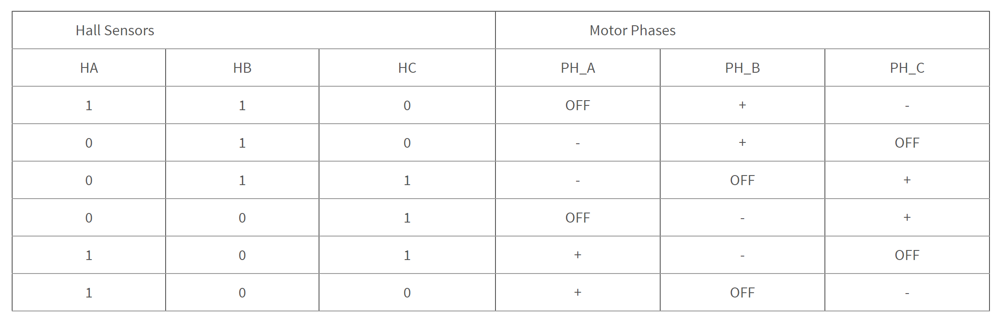 Hall Sensors Motor Phases
HA HB HC PH_A PH_B PH_C
1 1 0 OFF + -
0 1 0 - + OFF
0 1 1 - OFF +
0 0 1 OFF - +
1 0 1 + - OFF
1 0 0 + OFF -